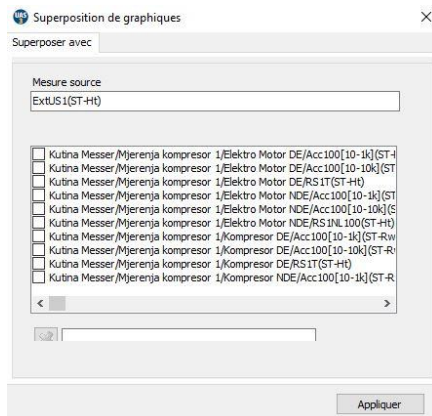 UAS
Superposition de graphiques
Superposer avec
Mesure source
ExtUS1(ST-Ht)
Kutina Messer/Mjerenja kompresor 1/Elektro Motor DE/Acc100[10-1k](ST-
Kutina Messer/Mjerenja kompresor 1/Elektro Motor DE/Acc100[10-10k](ST
Kutina Messer/Mjerenja kompresor 1/Elektro Motor DE/RS1T(ST-Ht)
Kutina Messer/Mjerenja kompresor 1/Elektro Motor NDE/Acc100[10-1k](ST
Kutina Messer/Mjerenja kompresor 1/Elektro Motor NDE/Acc100[10-10k](S
Kutina Messer/Mjerenja kompresor 1/Elektro Motor NDE/RS1NL100(ST-Ht)
Kutina Messer/Mjerenja kompresor 1/Kompresor DE/Acc100[10-1k](ST-Rw
Kutina Messer/Mjerenja kompresor 1/Kompresor DE/Acc100[10-10k](ST-R
Kutina Messer/Mjerenja kompresor 1/Kompresor DE/RS1T(ST-Ht)
Kutina Messer/Mjerenja kompresor 1/Kompresor NDE/Acc100[10-1k](ST-R
Appliquer